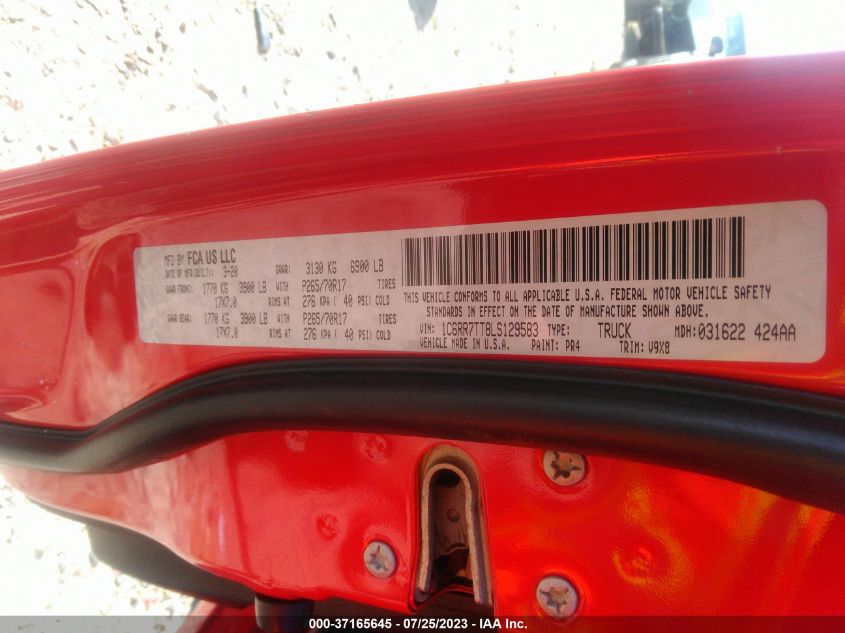 MFD BY FCA US LLC
DATE OF MFR(BUILT): 3-20 GVWR: 3130 KG 6900 LB
GAWR FRONT: 1770 KG 3900 LB WITH P265/70R17 TIRES
17X7.0 RIMS AT 276 KPA ( 40 PSI) COLD
GAWR REAR: 1770 KG 3900 LB WITH P265/70R17 TIRES
17X7.0 RIMS AT 276 KPA ( 40 PSI) COLD
THIS VEHICLE CONFORMS TO ALL APPLICABLE U.S.A. FEDERAL MOTOR VEHICLE SAFETY
STANDARDS IN EFFECT ON THE DATE OF MANUFACTURE SHOWN ABOVE.
VIN: 1C6RR7TT8LS129583 TYPE: TRUCK MDH: 031622 424AA
VEHICLE MADE IN U.S.A. PAINT: PR4 TRIM: V9X8
000-37165645 - 07/25/2023 - IAA Inc.